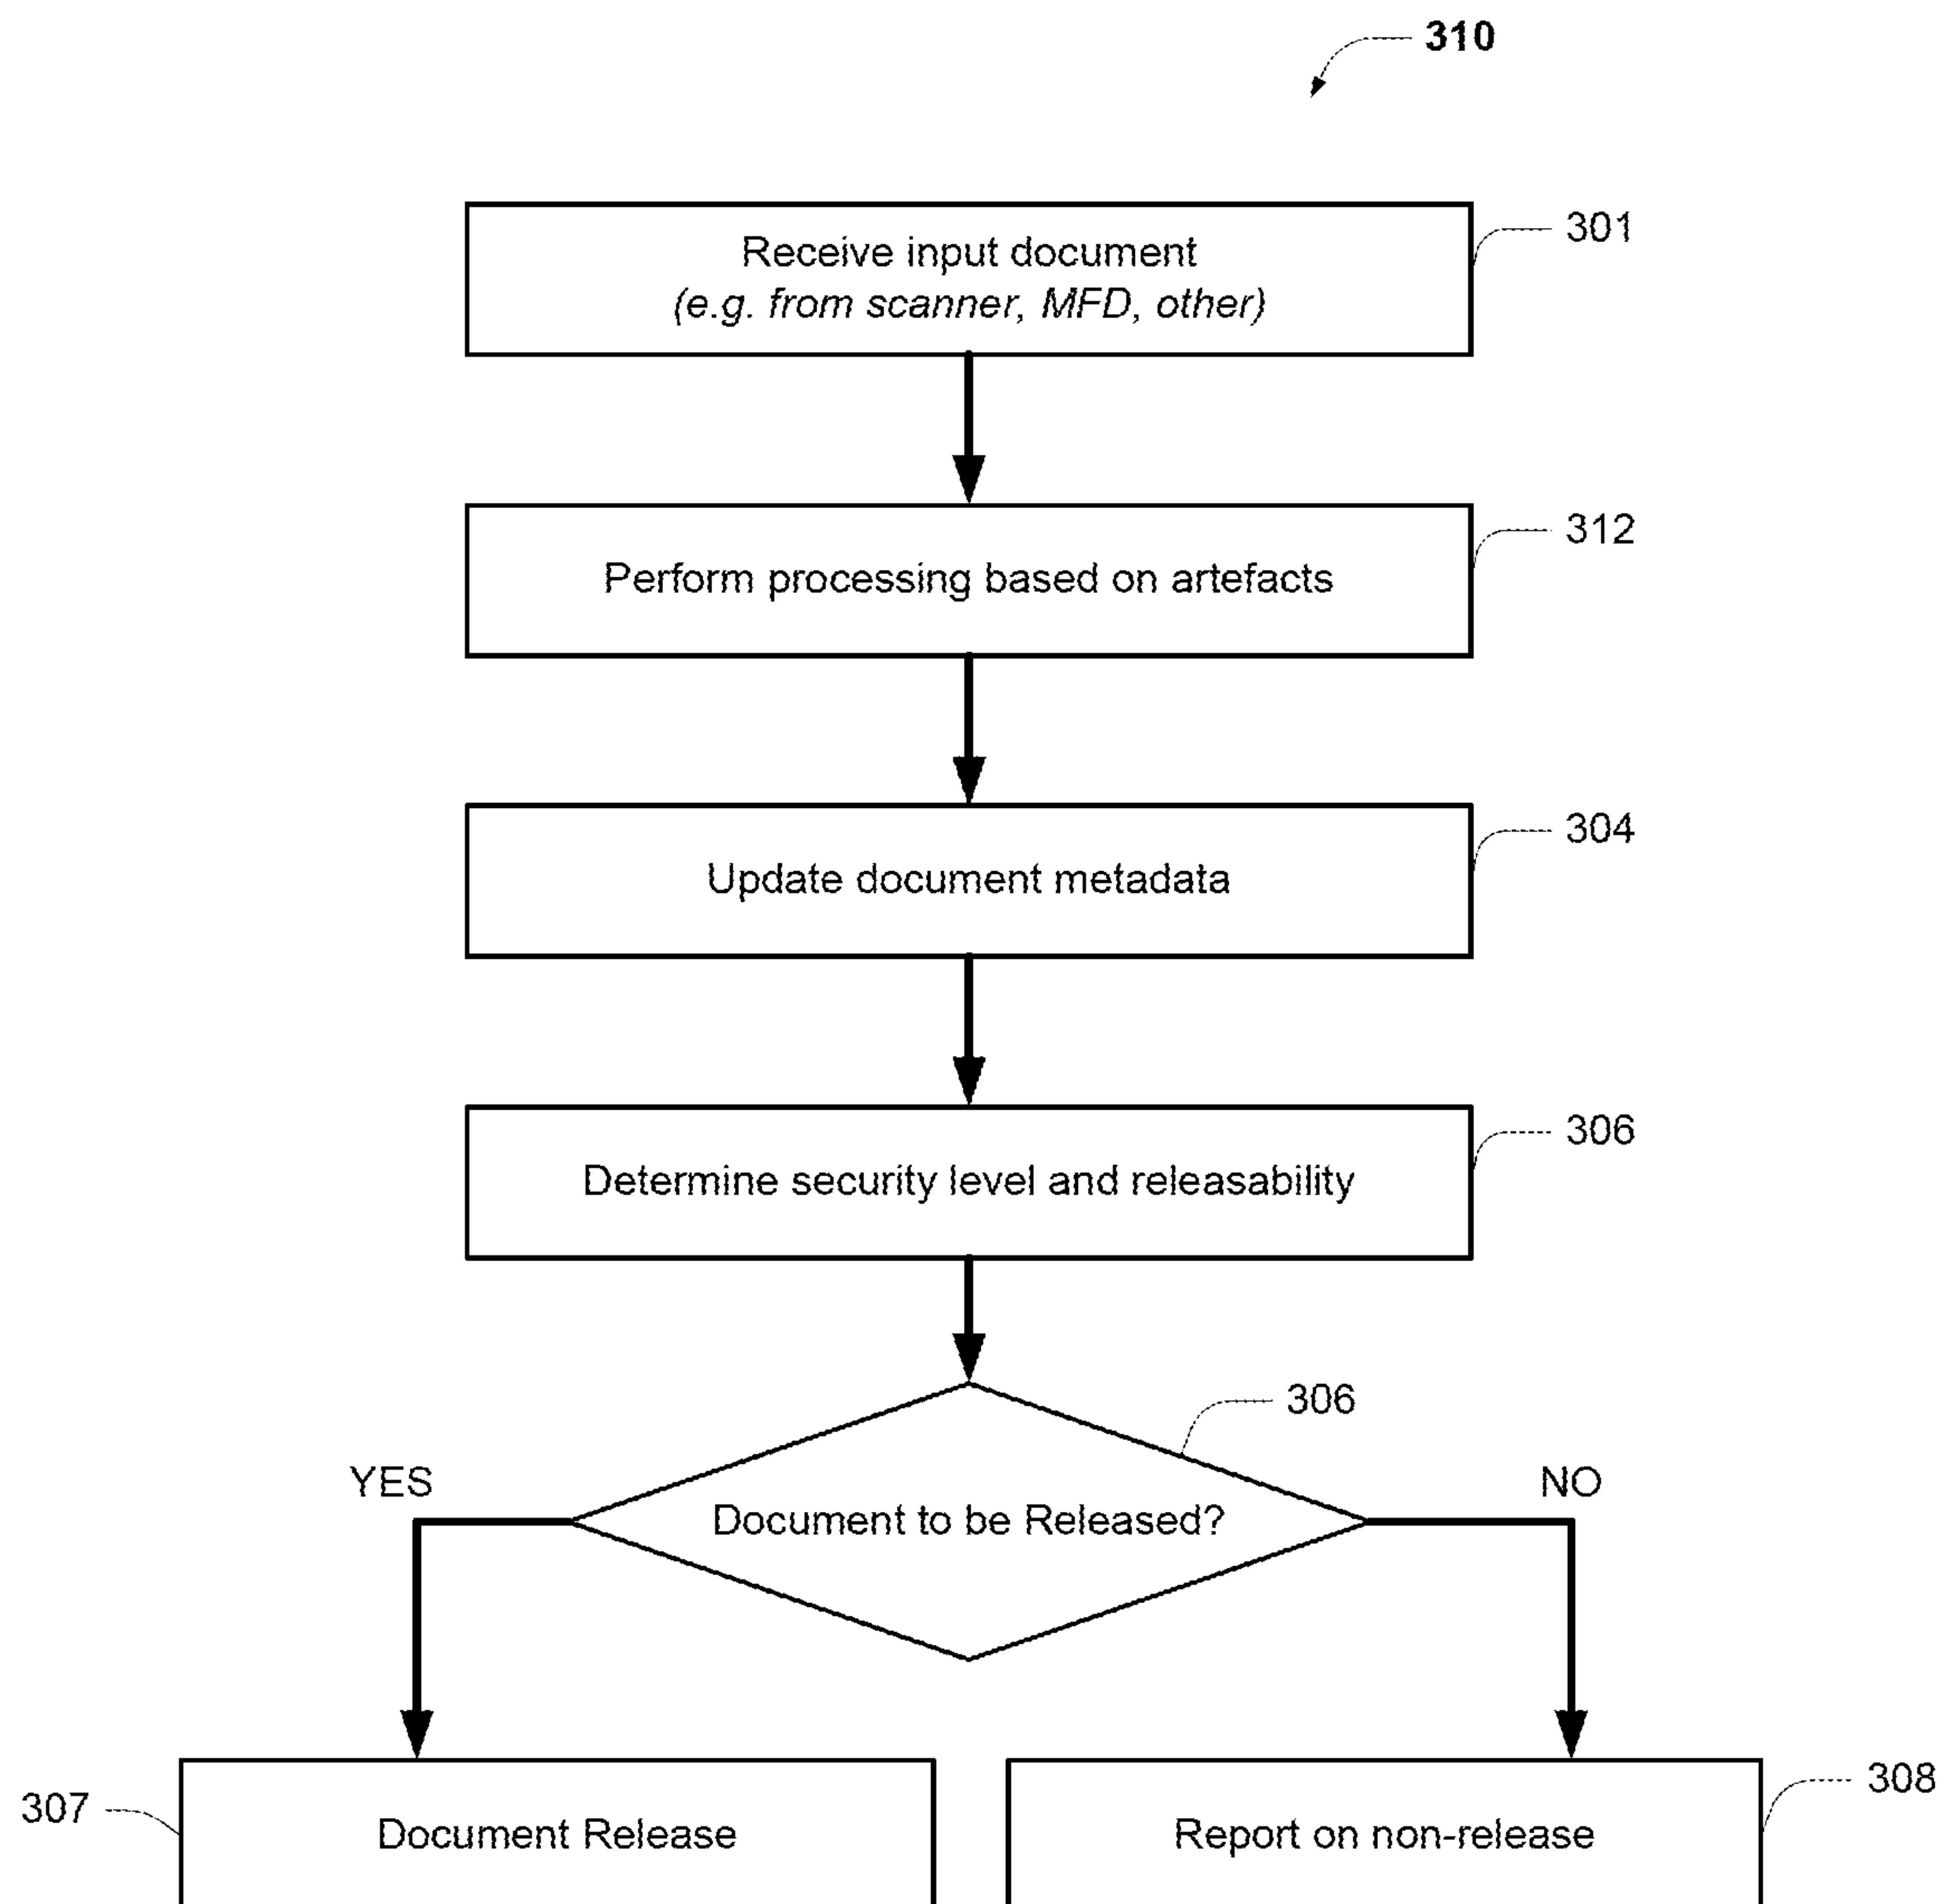 310
Receive input document
(e.g. from scanner, MFD, other)
301
Perform processing based on artefacts
312
Update document metadata
304
Determine security level and releasability
306
306
YES
NO
Document to be Released?
307
Document Release
Report on non-release
308